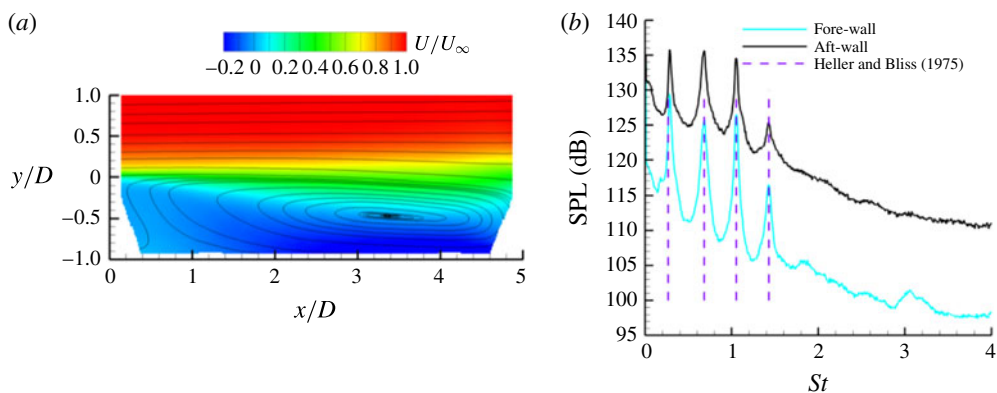 (a)
U/U∞
−0.2 0 0.2 0.4 0.6 0.8 1.0
1.0
0.5
0
−0.5
−1.0
y/D
0 1 2 3 4 5
x/D
(b)
140
135
130
125
120
115
110
105
100
95
SPL (dB)
Fore-wall
Aft-wall
Heller and Bliss (1975)
0 1 2 3 4
St